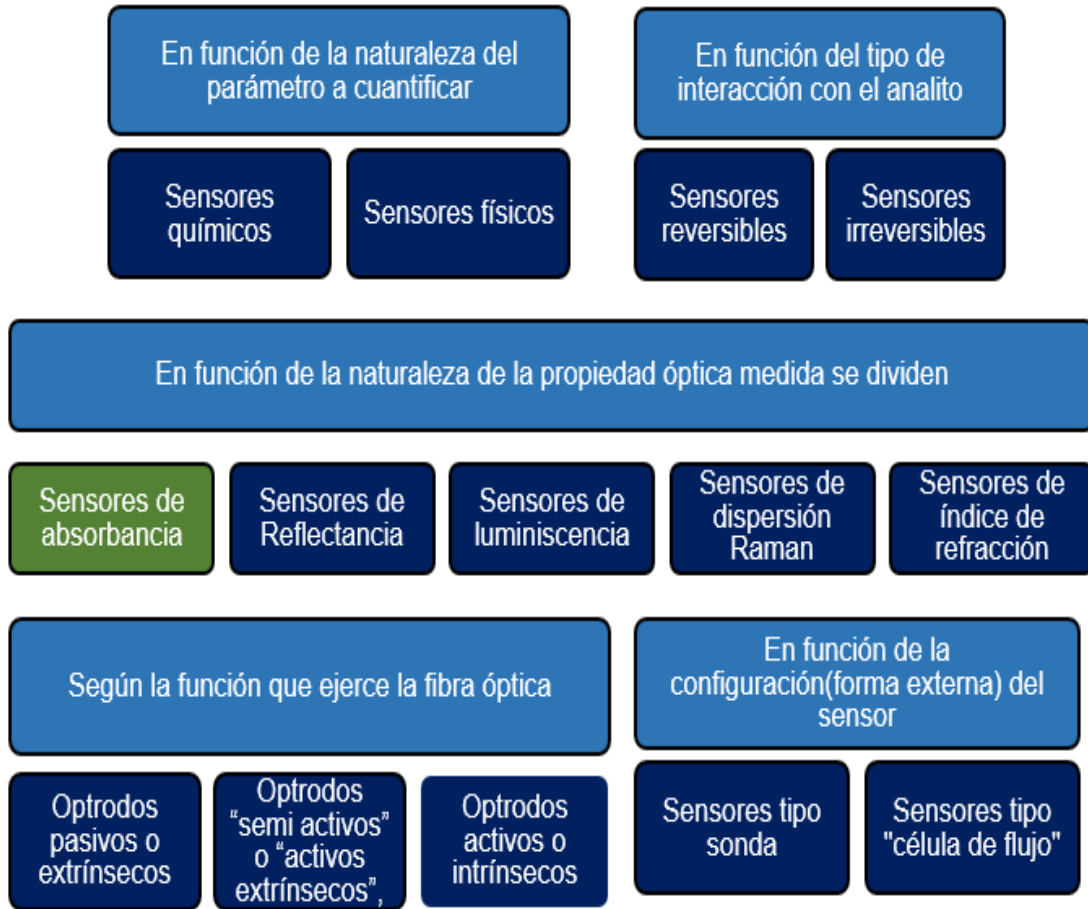 En función de la naturaleza del
parámetro a cuantificar
Sensores
químicos
Sensores físicos
En función del tipo de
interacción con el analito
Sensores
reversibles
Sensores
irreversibles
En función de la naturaleza de la propiedad óptica medida se dividen
Sensores de
absorbancia
Sensores de
Reflectancia
Sensores de
luminiscencia
Sensores de
dispersión
Raman
Sensores de
índice de
refracción
Según la función que ejerce la fibra óptica
Optrodos
pasivos o
extrínsecos
Optrodos
“semi activos”
o “activos
extrínsecos”,
Optrodos
activos o
intrínsecos
En función de la
configuración(forma externa) del
sensor
Sensores tipo
sonda
Sensores tipo
"célula de flujo"